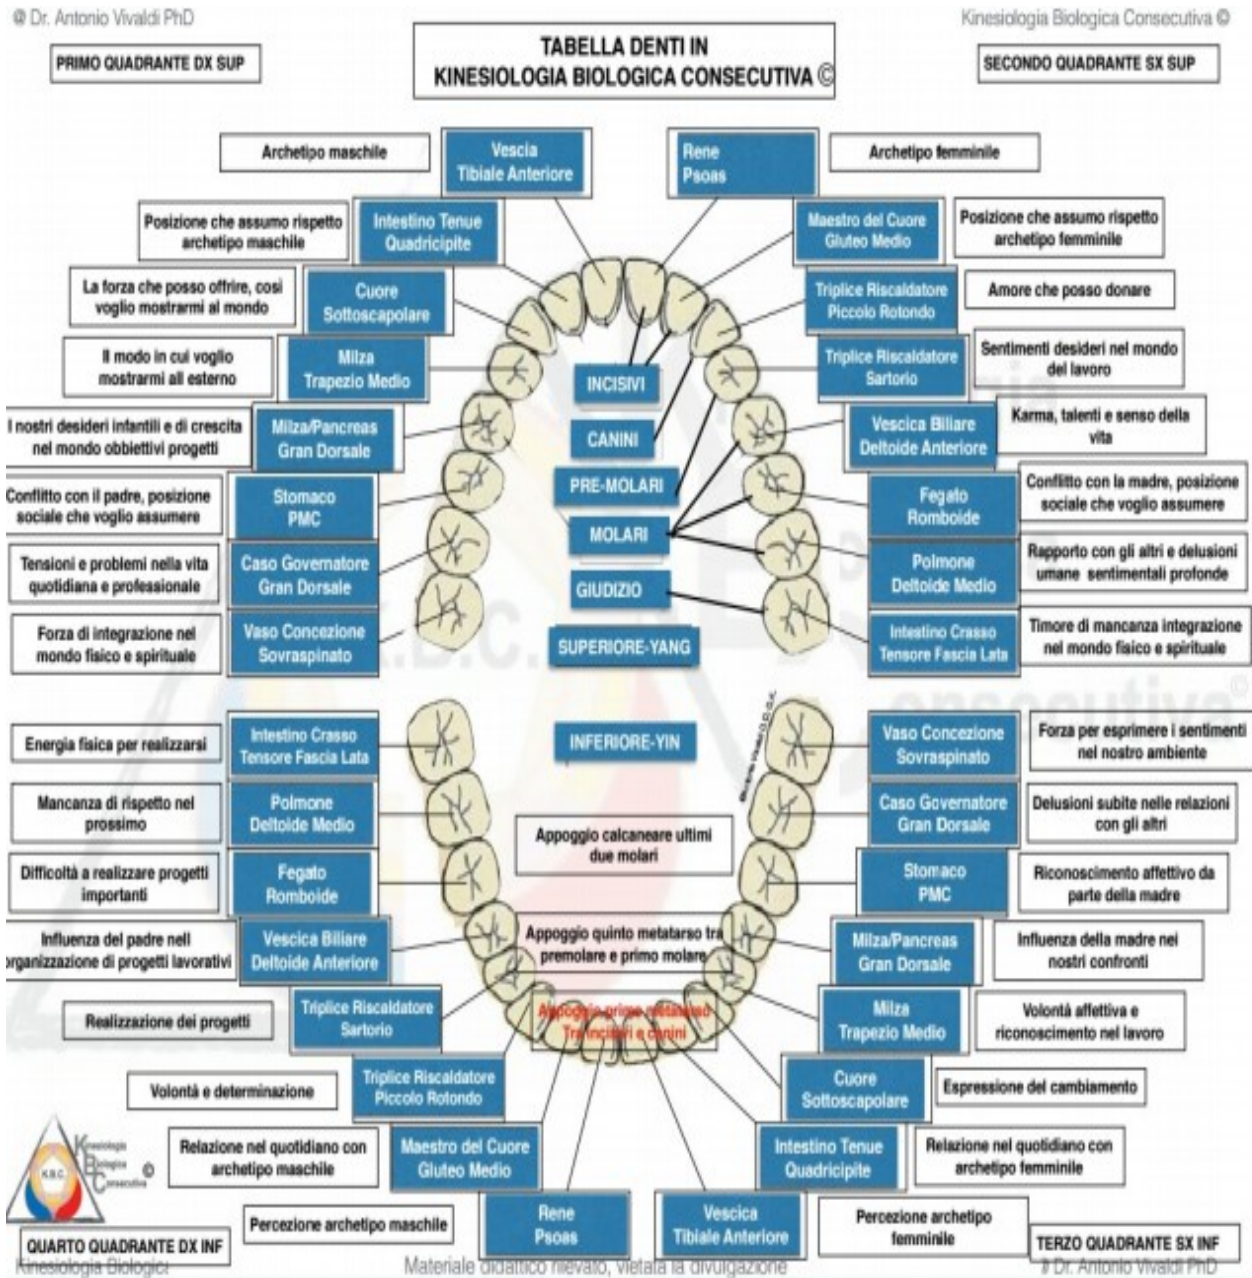 @ Dr. Antonio Vivaldi PhD
Kinesiologia Biologica Consecutiva ©
PRIMO QUADRANTE DX SUP
TABELLA DENTI IN
KINESIOLOGIA BIOLOGICA CONSECUTIVA ©
SECONDO QUADRANTE SX SUP
Archetipo maschile
Vescia
Tibiale Anteriore
Rene
Psoas
Archetipo femminile
Posizione che assumo rispetto
archetipo maschile
Intestino Tenue
Quadricipite
Maestro del Cuore
Gluteo Medio
Posizione che assumo rispetto
archetipo femminile
La forza che posso offrire, cosi
voglio mostrarmi al mondo
Cuore
Sottoscapolare
Triplice Riscaldatore
Piccolo Rotondo
Amore che posso donare
Il modo in cui voglio
mostrarmi all esterno
Milza
Trapezio Medio
INCISIVI
Triplice Riscaldatore
Sartorio
Sentimenti desideri nel mondo
del lavoro
I nostri desideri infantili e di crescita
nel mondo obbiettivi progetti
Milza/Pancreas
Gran Dorsale
CANINI
Vescica Biliare
Deltoide Anteriore
Karma, talenti e senso della
vita
Conflitto con il padre, posizione
sociale che voglio assumere
Stomaco
PMC
PRE-MOLARI
Fegato
Romboide
Conflitto con la madre, posizione
sociale che voglio assumere
Tensioni e problemi nella vita
quotidiana e professionale
Caso Governatore
Gran Dorsale
MOLARI
Polmone
Deltoide Medio
Rapporto con gli altri e delusioni
umane sentimentali profonde
GIUDIZIO
Forza di integrazione nel
mondo fisico e spirituale
Vaso Concezione
Sovraspinato
SUPERIORE-YANG
Intestino Crasso
Tensore Fascia Lata
Timore di mancanza integrazione
nel mondo fisico e spirituale
K.B.C.
onsecutiva©
Energia fisica per realizzarsi
Intestino Crasso
Tensore Fascia Lata
INFERIORE-YIN
Vaso Concezione
Sovraspinato
Forza per esprimere i sentimenti
nel nostro ambiente
Mancanza di rispetto nel
prossimo
Polmone
Deltoide Medio
Appoggio calcaneare ultimi
due molari
Caso Governatore
Gran Dorsale
Delusioni subite nelle relazioni
con gli altri
Difficoltà a realizzare progetti
importanti
Fegato
Romboide
Stomaco
PMC
Riconoscimento affettivo da
parte della madre
Influenza del padre nell
organizzazione di progetti lavorativi
Vescica Biliare
Deltoide Anteriore
Appoggio quinto metatarso tra
premolare e primo molare
Milza/Pancreas
Gran Dorsale
Influenza della madre nei
nostri confronti
Realizzazione dei progetti
Triplice Riscaldatore
Sartorio
Appoggio primo metatarso
Tra incisivi e canini
Milza
Trapezio Medio
Volontà affettiva e
riconoscimento nel lavoro
Volontà e determinazione
Triplice Riscaldatore
Piccolo Rotondo
Cuore
Sottoscapolare
Espressione del cambiamento
Relazione nel quotidiano con
archetipo maschile
Maestro del Cuore
Gluteo Medio
Intestino Tenue
Quadricipite
Relazione nel quotidiano con
archetipo femminile
Kinesiologia
Biologica
Consecutiva
©
K.B.C.
Percezione archetipo maschile
Rene
Psoas
Vescica
Tibiale Anteriore
Percezione archetipo
femminile
QUARTO QUADRANTE DX INF
TERZO QUADRANTE SX INF
Kinesiologia Biologica
Materiale didattico rilevato, vietata la divulgazione
Dr. Antonio Vivaldi PhD